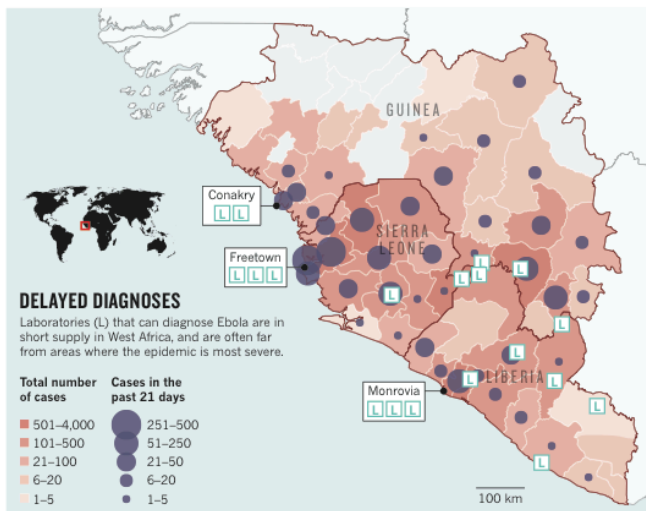 GUINEA
Conakry
L L
SIERRA
LEONE
Freetown
L L L
L
L
L
L
L
L
L
LIBERIA
L
L
L
Monrovia
L L L
L
DELAYED DIAGNOSES
Laboratories (L) that can diagnose Ebola are in
short supply in West Africa, and are often far
from areas where the epidemic is most severe.
Total number
of cases
501–4,000
101–500
21–100
6–20
1–5
Cases in the
past 21 days
251–500
51–250
21–50
6–20
1–5
100 km